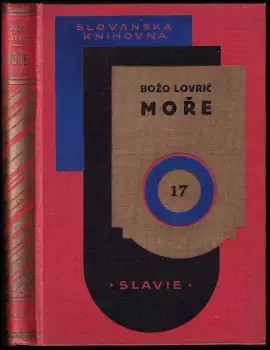 SLOVANSKÁ
KNIHOVNA
BOŽO LOVRIĆ
MOŘE
17
• SLAVIE •